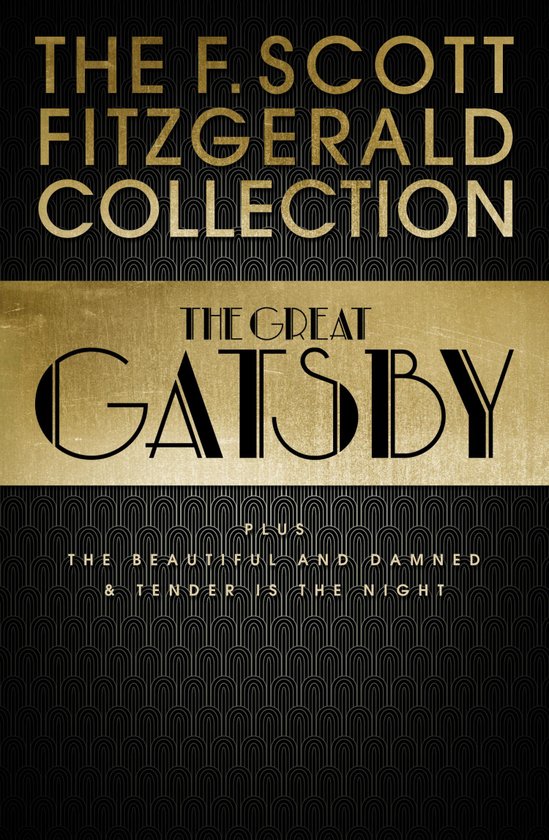 THE F. SCOTT
FITZGERALD
COLLECTION
THE GREAT
GATSBY
PLUS
THE BEAUTIFUL AND DAMNED
& TENDER IS THE NIGHT